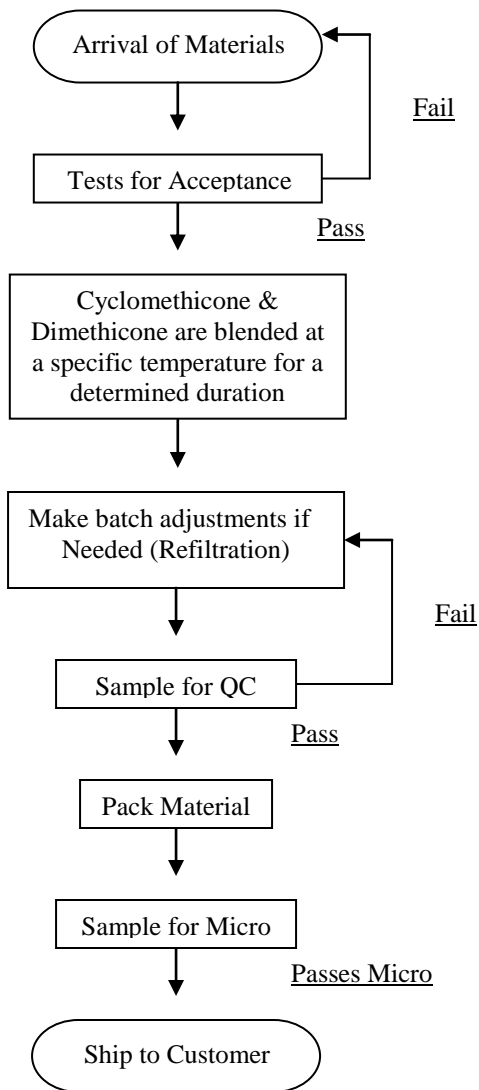 Arrival of Materials
Fail
Tests for Acceptance
Pass
Cyclomethicone &
Dimethicone are blended at
a specific temperature for a
determined duration
Make batch adjustments if
Needed (Refiltration)
Fail
Sample for QC
Pass
Pack Material
Sample for Micro
Passes Micro
Ship to Customer